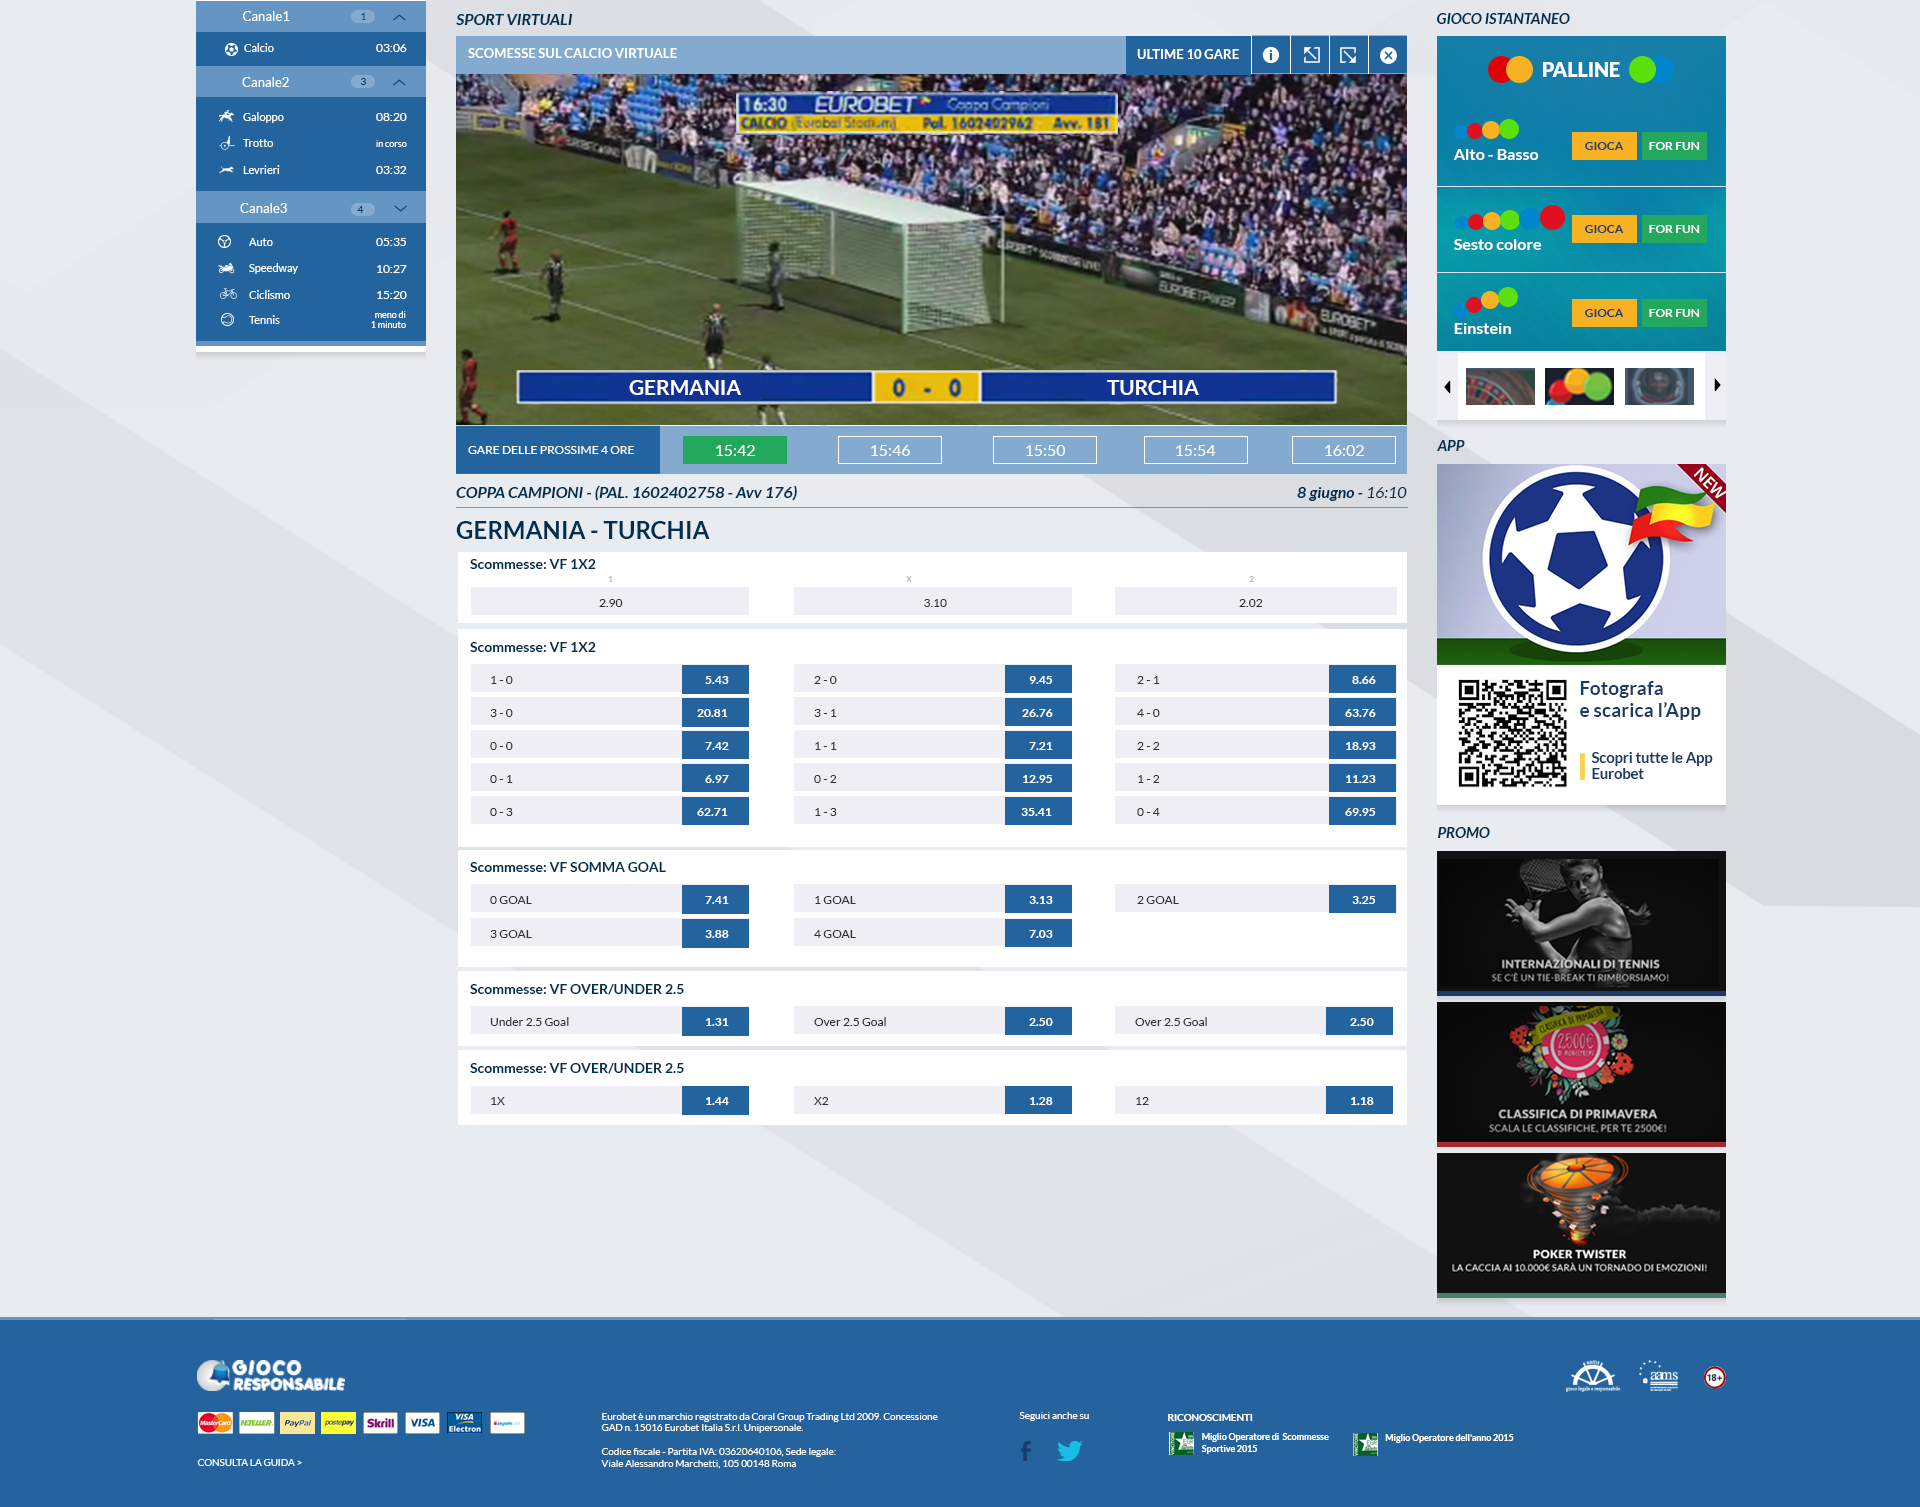 Canale1
1
Calcio
03:06
Canale2
3
Galoppo
08:20
Trotto
in corso
Levrieri
03:32
Canale3
4
Auto
05:35
Speedway
10:27
Ciclismo
15:20
Tennis
meno di
1 minuto
SPORT VIRTUALI
SCOMESSE SUL CALCIO VIRTUALE
ULTIME 10 GARE
16:30 EUROBET Coppa Campioni
CALCIO (Eurobet Stadium) Pal. 1602402962 Avv. 181
EUROBETPOKER
EUROBET
GERMANIA
0 - 0
TURCHIA
GARE DELLE PROSSIME 4 ORE
15:42
15:46
15:50
15:54
16:02
COPPA CAMPIONI - (PAL. 1602402758 - Avv 176)
8 giugno - 16:10
GERMANIA - TURCHIA
Scommesse: VF 1X2
1
X
2
2.90
3.10
2.02
Scommesse: VF 1X2
1 - 0 5.43
2 - 0 9.45
2 - 1 8.66
3 - 0 20.81
3 - 1 26.76
4 - 0 63.76
0 - 0 7.42
1 - 1 7.21
2 - 2 18.93
0 - 1 6.97
0 - 2 12.95
1 - 2 11.23
0 - 3 62.71
1 - 3 35.41
0 - 4 69.95
Scommesse: VF SOMMA GOAL
0 GOAL 7.41
1 GOAL 3.13
2 GOAL 3.25
3 GOAL 3.88
4 GOAL 7.03
Scommesse: VF OVER/UNDER 2.5
Under 2.5 Goal 1.31
Over 2.5 Goal 2.50
Over 2.5 Goal 2.50
Scommesse: VF OVER/UNDER 2.5
1X 1.44
X2 1.28
12 1.18
GIOCO ISTANTANEO
PALLINE
Alto - Basso
GIOCA
FOR FUN
Sesto colore
GIOCA
FOR FUN
Einstein
GIOCA
FOR FUN
APP
NEW
Fotografa
e scarica l'App
Scopri tutte le App
Eurobet
PROMO
INTERNAZIONALI DI TENNIS
SE C'È UN TIE-BREAK TI RIMBORSIAMO!
CLASSIFICA DI PRIMAVERA
2500€
DI MONTEPREMI
CLASSIFICA DI PRIMAVERA
SCALA LE CLASSIFICHE, PER TE 2500€!
POKER TWISTER
LA CACCIA AI 10.000€ SARÀ UN TORNADO DI EMOZIONI!
GIOCO
RESPONSABILE
MasterCard
NETELLER
PayPal
postepay
Skrill
VISA
VISA
Electron
CONSULTA LA GUIDA >
Eurobet è un marchio registrato da Coral Group Trading Ltd 2009. Concessione
GAD n. 15016 Eurobet Italia S.r.l. Unipersonale.
Codice fiscale - Partita IVA: 03620640106, Sede legale:
Viale Alessandro Marchetti, 105 00148 Roma
Seguici anche su
RICONOSCIMENTI
Miglio Operatore di Scommesse
Sportive 2015
Miglio Operatore dell'anno 2015
gioco legale e responsabile
aams
18+